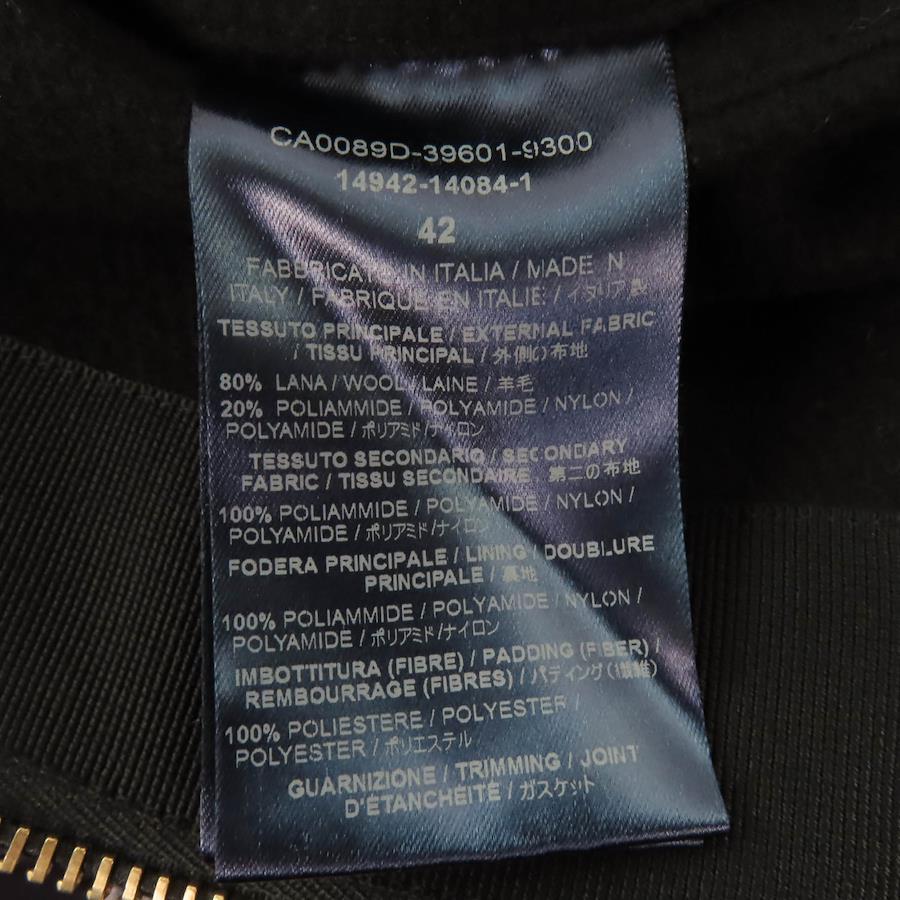 CA0089D-39601-9300
14942-14084-1
42
FABBRICATO IN ITALIA / MADE IN
ITALY / FABRIQUE EN ITALIE / イタリア製
TESSUTO PRINCIPALE / EXTERNAL FABRIC
/ TISSU PRINCIPAL / 外側の布地
80% LANA / WOOL / LAINE / 羊毛
20% POLIAMMIDE / POLYAMIDE / NYLON /
POLYAMIDE / ポリアミド/ナイロン
TESSUTO SECONDARIO / SECONDARY
FABRIC / TISSU SECONDAIRE 第二の布地
100% POLIAMMIDE / POLYAMIDE / NYLON /
POLYAMIDE / ポリアミド/ナイロン
FODERA PRINCIPALE / LINING / DOUBLURE
PRINCIPALE / 裏地
100% POLIAMMIDE / POLYAMIDE / NYLON /
POLYAMIDE / ポリアミド/ナイロン
IMBOTTITURA (FIBRE) / PADDING (FIBER) /
REMBOURRAGE (FIBRES) / パディング(繊維)
100% POLIESTERE / POLYESTER /
POLYESTER / ポリエステル
GUARNIZIONE / TRIMMING / JOINT
D'ÉTANCHÉITÉ / ガスケット